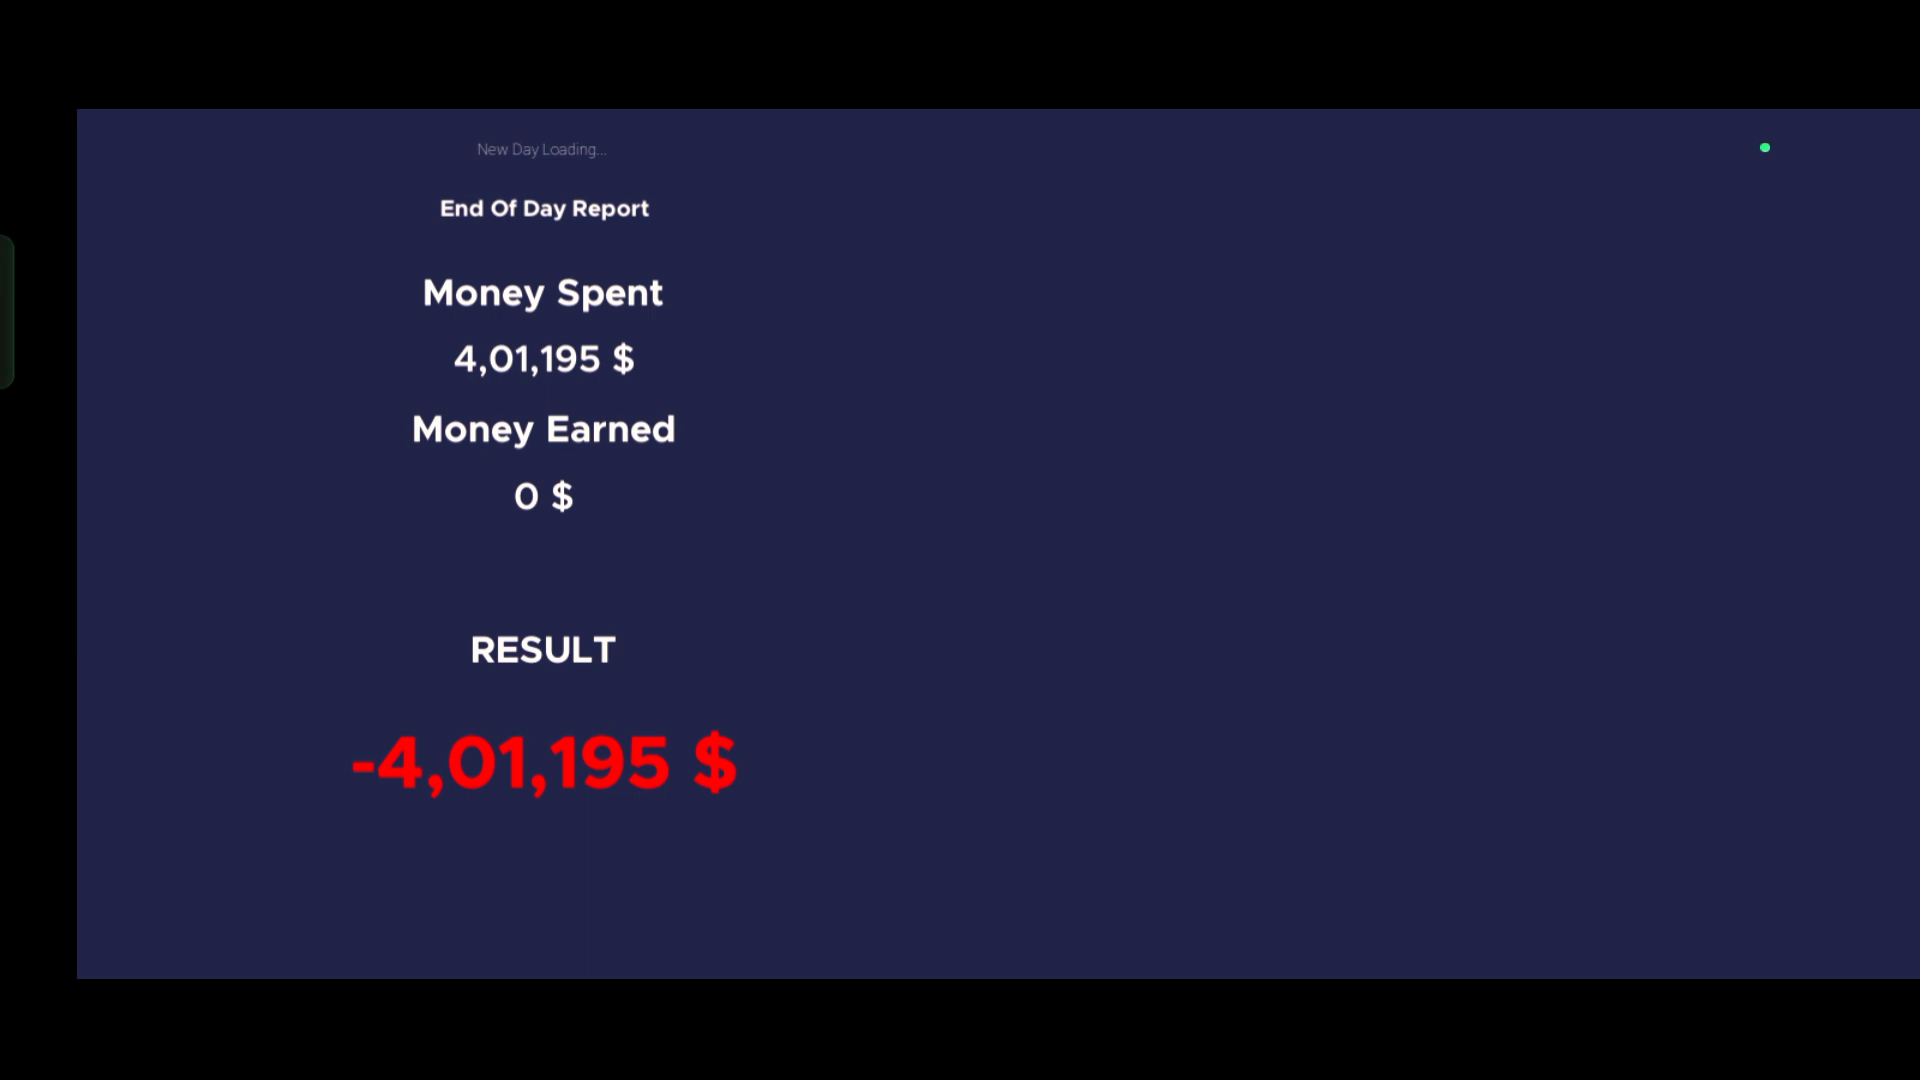 New Day Loading...
End Of Day Report
Money Spent
4,01,195 $
Money Earned
0 $
RESULT
-4,01,195 $